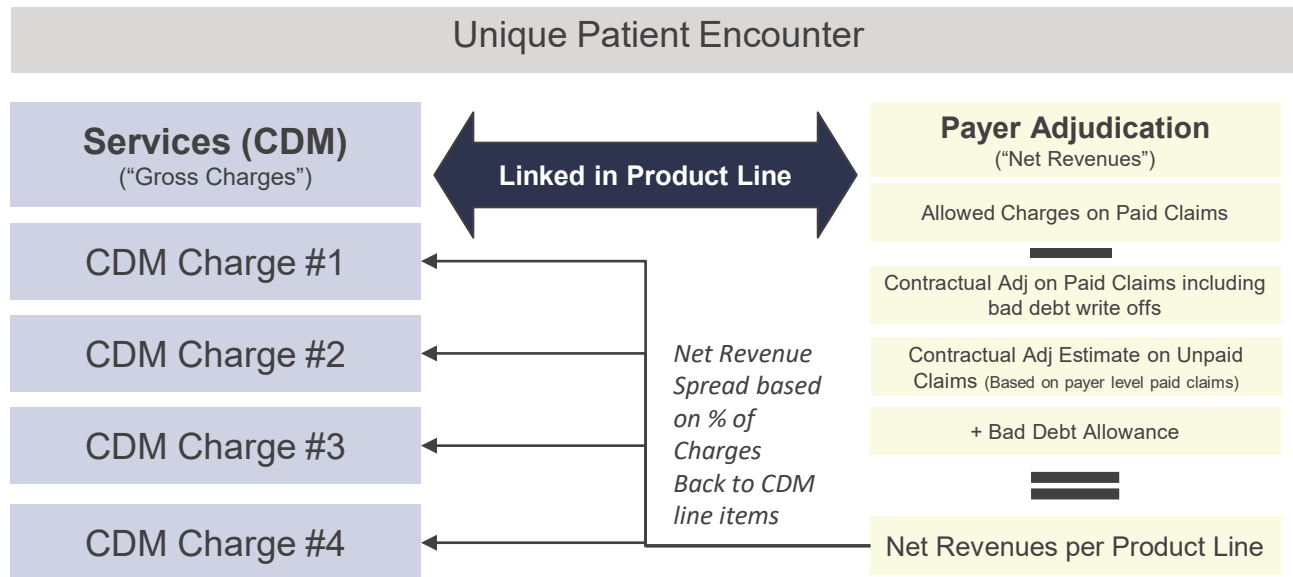 Unique Patient Encounter
Services (CDM)
(“Gross Charges”)
CDM Charge #1
CDM Charge #2
CDM Charge #3
CDM Charge #4
Linked in Product Line
Net Revenue
Spread based
on % of
Charges
Back to CDM
line items
Payer Adjudication
(“Net Revenues”)
Allowed Charges on Paid Claims
Contractual Adj on Paid Claims including
bad debt write offs
Contractual Adj Estimate on Unpaid
Claims (Based on payer level paid claims)
+ Bad Debt Allowance
Net Revenues per Product Line